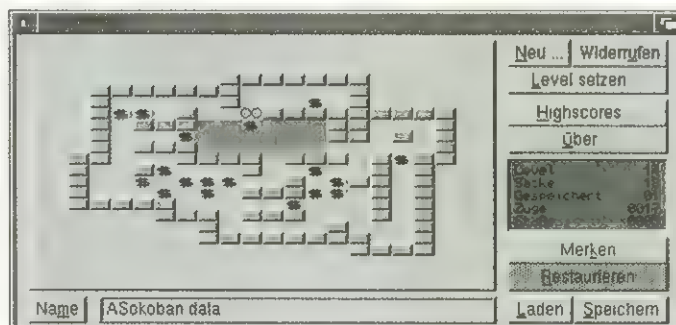 Neu ... Widerrufen
Level setzen
Highscores
Über
Level
Säcke
Gespeichert
Züge
Merken
Restaurieren
Name ASokoban data Laden Speichern